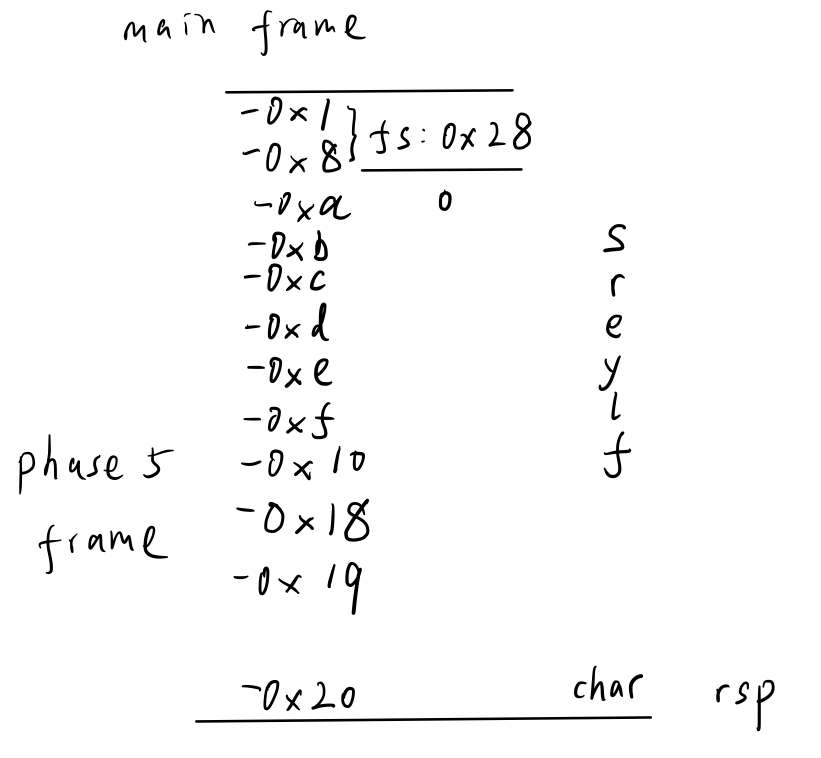 main frame
-0x1
fs: 0x28
-0x8
-0xa 0
-0xb s
-0xc r
-0xd e
-0xe y
-0xf l
phase 5 -0x10 f
-0x18
frame
-0x19
-0x20 char rsp